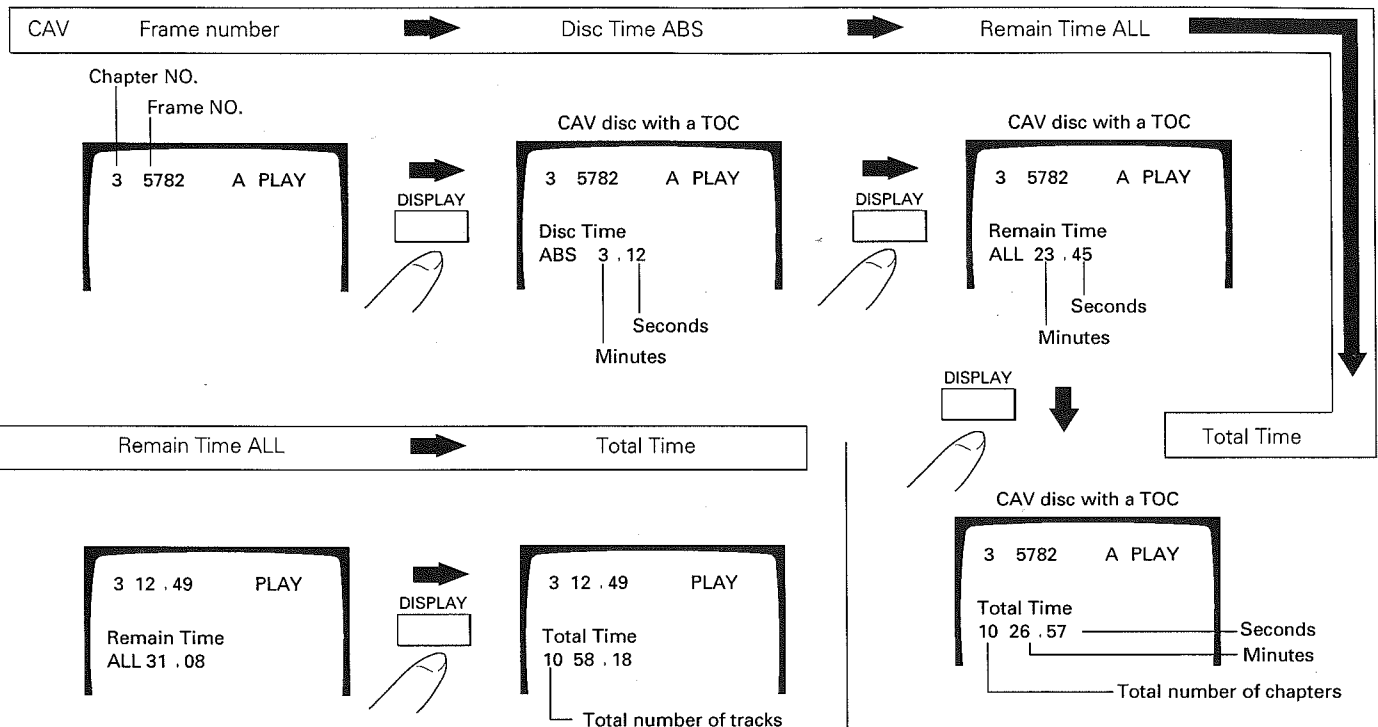 CAV Frame number Disc Time ABS Remain Time ALL
Chapter NO.
Frame NO.
3 5782 A PLAY
DISPLAY
CAV disc with a TOC
3 5782 A PLAY
Disc Time
ABS 3 . 12
Seconds
Minutes
DISPLAY
CAV disc with a TOC
3 5782 A PLAY
Remain Time
ALL 23 . 45
Seconds
Minutes
DISPLAY
Total Time
CAV disc with a TOC
3 5782 A PLAY
Total Time
10 26 . 57
Seconds
Minutes
Total number of chapters
Remain Time ALL Total Time
3 12 . 49 PLAY
Remain Time
ALL 31 . 08
DISPLAY
3 12 . 49 PLAY
Total Time
10 58 . 18
Total number of tracks